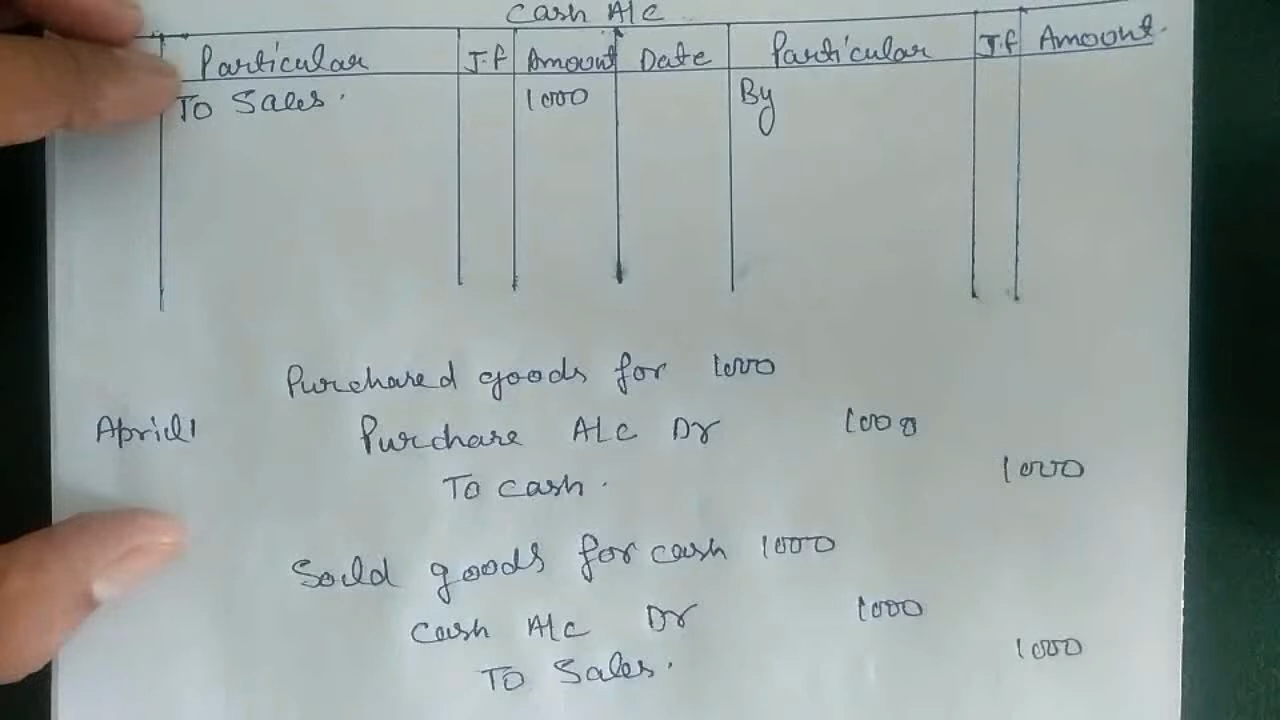 Cash A/c
Particular J.f Amount Date Particular J.f Amount.
To Sales. 1000 By
Purchased goods for 1000
April 1 Purchase A/c Dr 1000
To cash. 1000
Sold goods for cash 1000
Cash A/c Dr 1000
To Sales. 1000